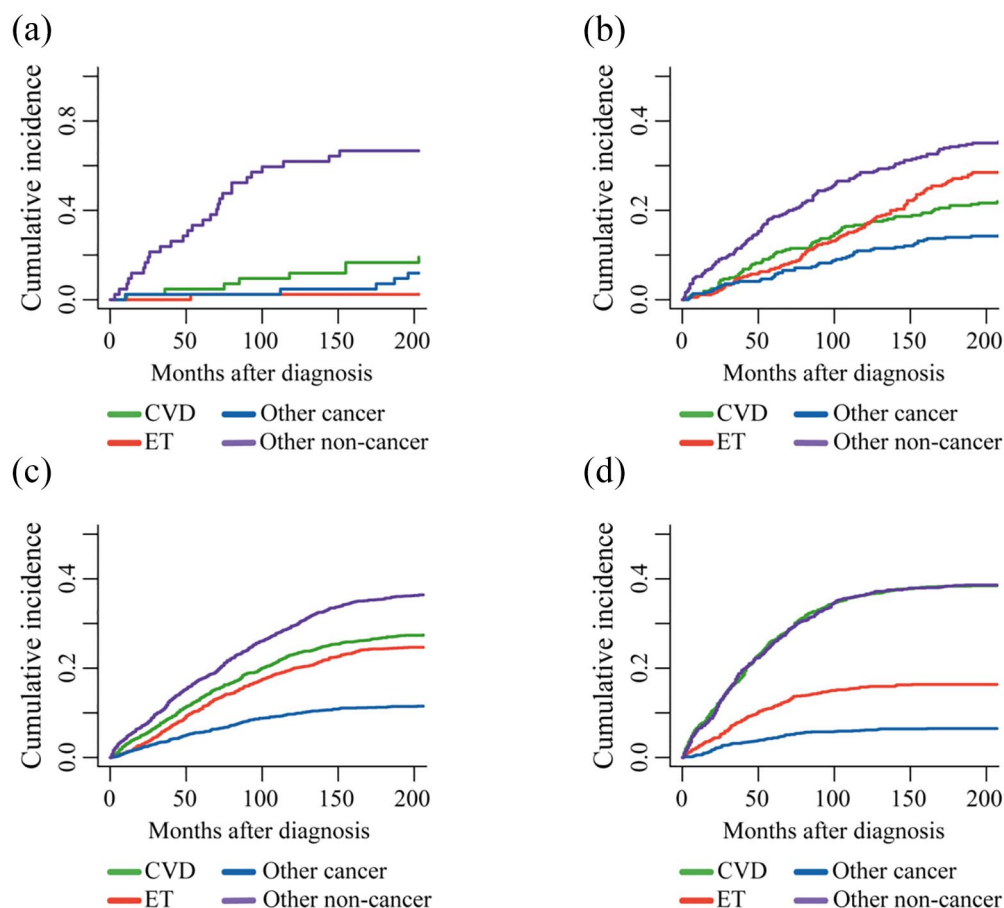 (a)
Cumulative incidence
0.8
0.4
0.0
0 50 100 150 200
Months after diagnosis
CVD Other cancer
ET Other non-cancer
(b)
Cumulative incidence
0.4
0.2
0.0
0 50 100 150 200
Months after diagnosis
CVD Other cancer
ET Other non-cancer
(c)
Cumulative incidence
0.4
0.2
0.0
0 50 100 150 200
Months after diagnosis
CVD Other cancer
ET Other non-cancer
(d)
Cumulative incidence
0.4
0.2
0.0
0 50 100 150 200
Months after diagnosis
CVD Other cancer
ET Other non-cancer